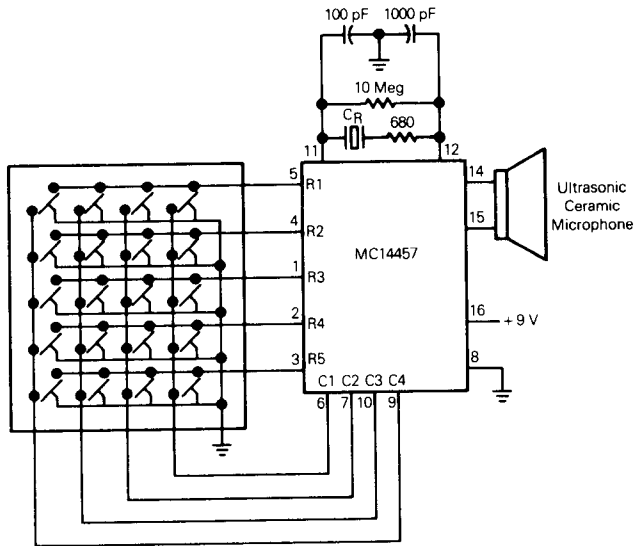 100 pF 1000 pF
10 Meg
CR 680
11 12
5 R1 14
4 R2 15
Ultrasonic
Ceramic
Microphone
1 R3 MC14457
2 R4 16 +9 V
3 R5 8
C1 C2 C3 C4
6 7 10 9